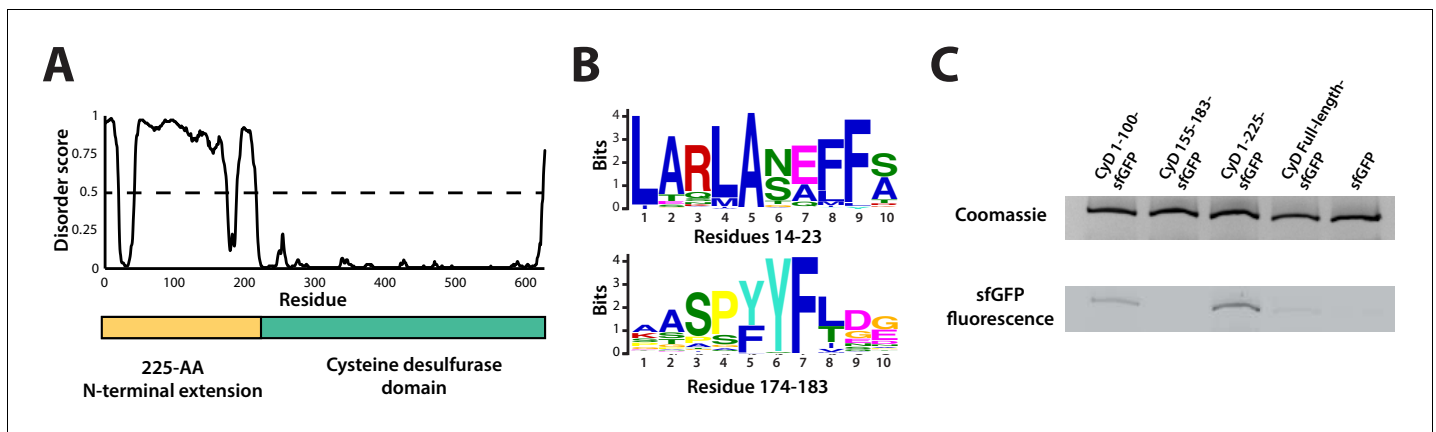 A
Disorder score
1
0.75
0.5
0.25
0
0 100 200 300 400 500 600
Residue
225-AA
N-terminal extension
Cysteine desulfurase
domain
B
Bits
4
3
2
1
0
LARLANEFFS
1 2 3 4 5 6 7 8 9 10
Residues 14-23
Bits
4
3
2
1
0
AASPYYFLDG
1 2 3 4 5 6 7 8 9 10
Residue 174-183
C
CyD 1-100-
sfGFP
CyD 155-183-
sfGFP
CyD 1-225-
sfGFP
CyD Full-length-
sfGFP
sfGFP
Coomassie
sfGFP
fluorescence